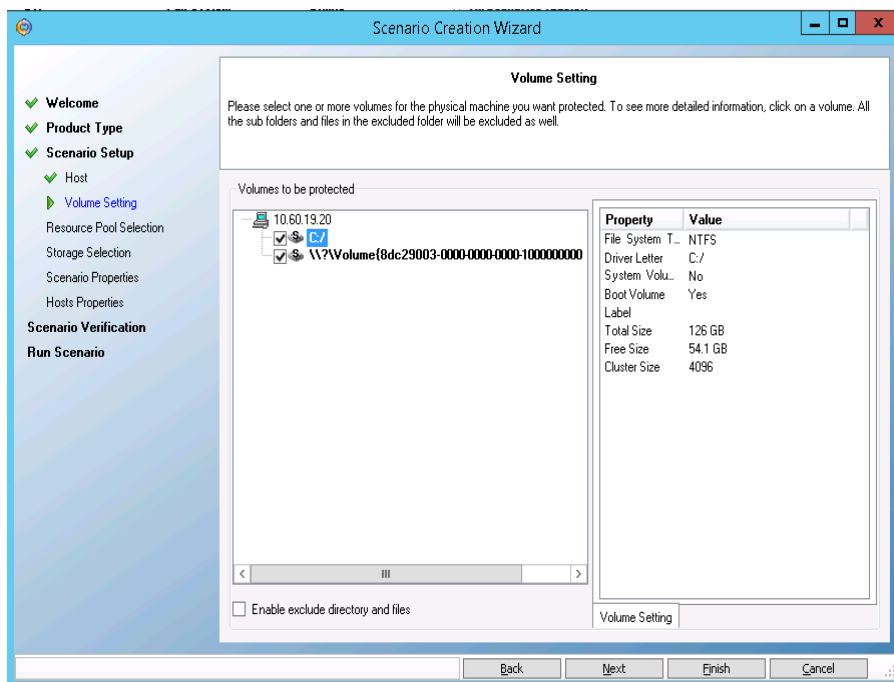 Scenario Creation Wizard
Welcome
Product Type
Scenario Setup
Host
Volume Setting
Resource Pool Selection
Storage Selection
Scenario Properties
Hosts Properties
Scenario Verification
Run Scenario
Volume Setting
Please select one or more volumes for the physical machine you want protected. To see more detailed information, click on a volume. All
the sub folders and files in the excluded folder will be excluded as well.
Volumes to be protected
10.60.19.20
C:/
\\?\Volume{8dc29003-0000-0000-0000-1000000000
Property Value
File System T... NTFS
Driver Letter C:/
System Volu... No
Boot Volume Yes
Label
Total Size 126 GB
Free Size 54.1 GB
Cluster Size 4096
Enable exclude directory and files
Volume Setting
Back Next Finish Cancel